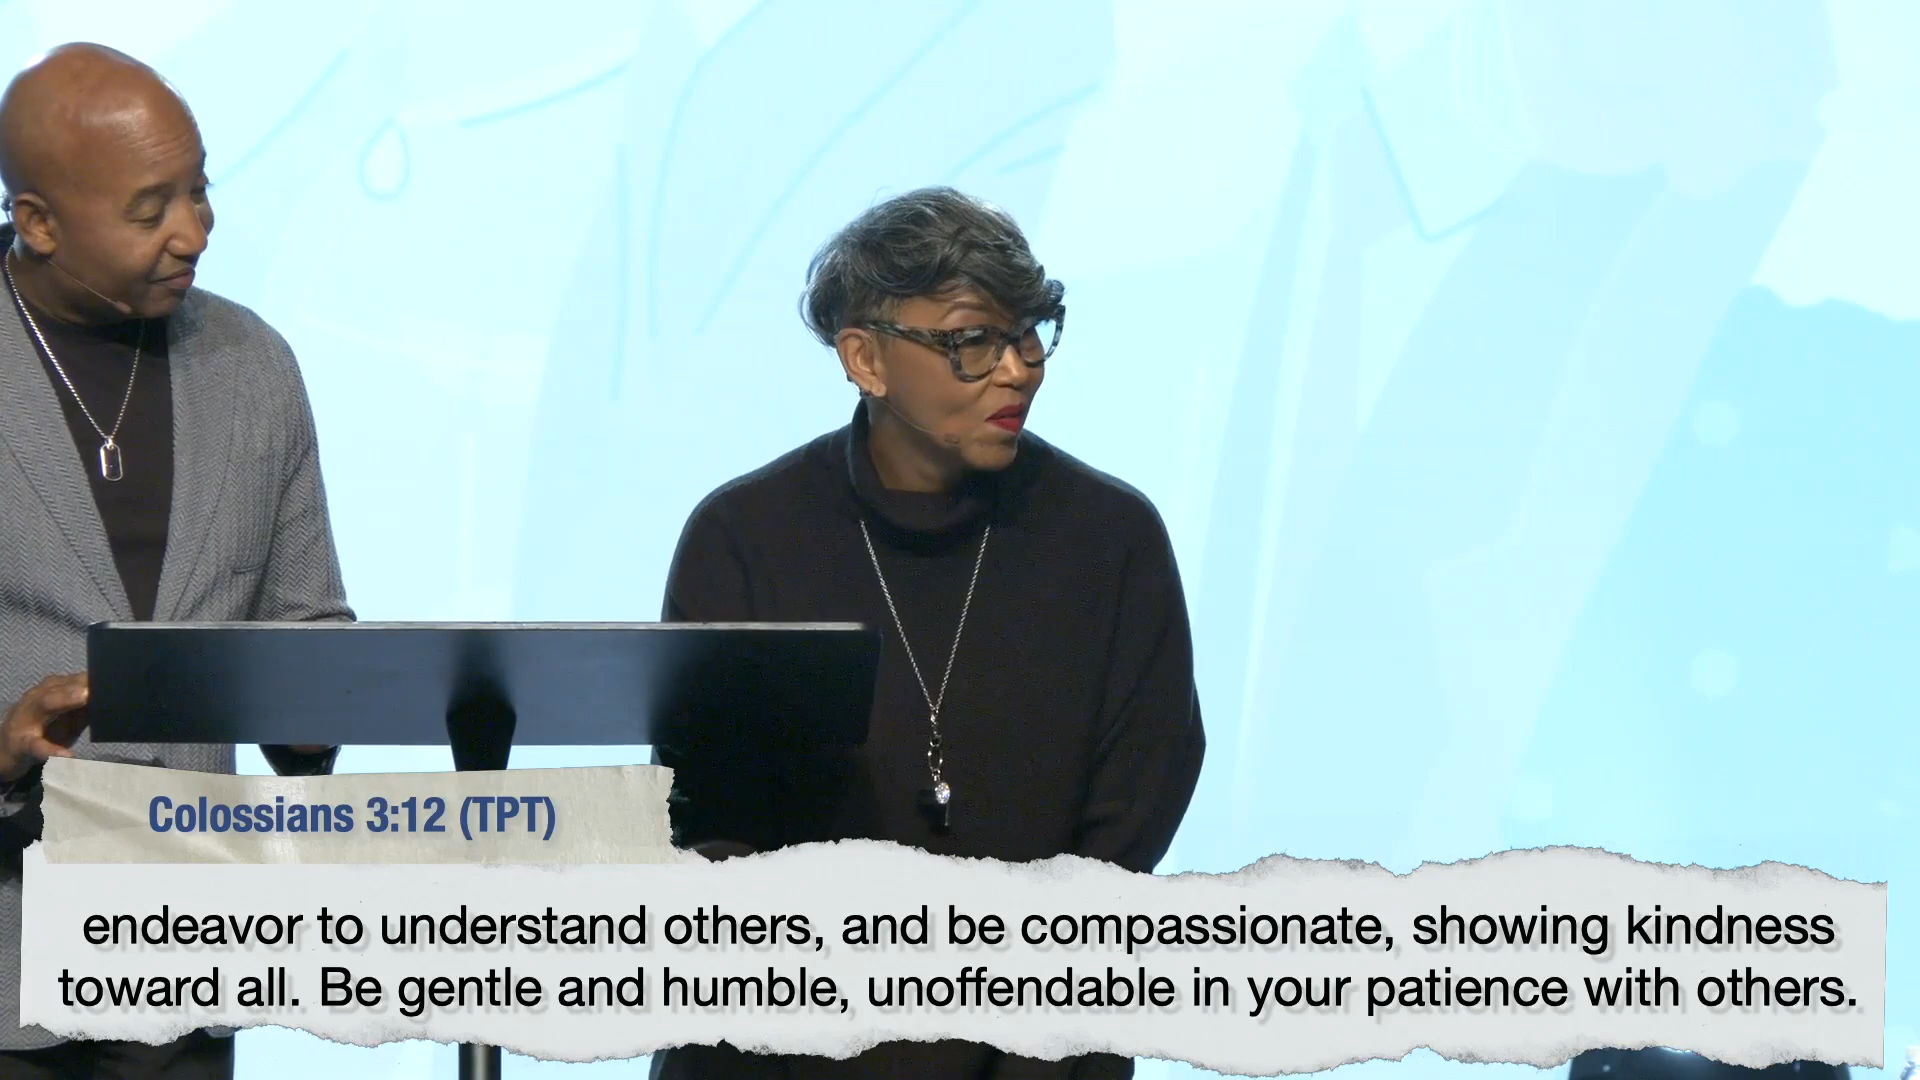 Colossians 3:12 (TPT)
endeavor to understand others, and be compassionate, showing kindness
toward all. Be gentle and humble, unoffendable in your patience with others.